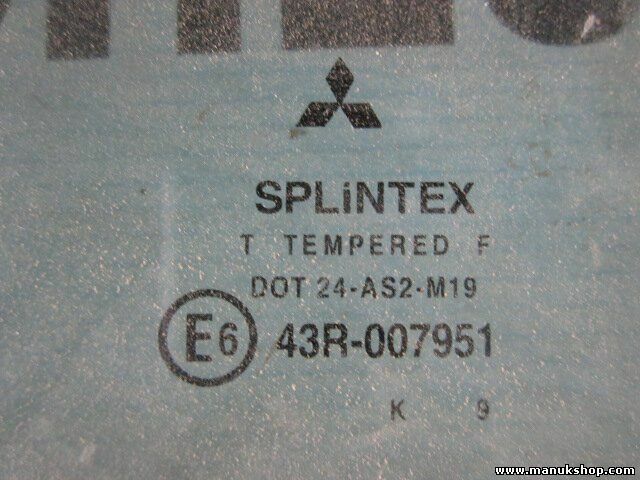 SPLiNTEX
T TEMPERED F
DOT 24-AS2-M19
E6 43R-007951
K 9
www.manukshop.com